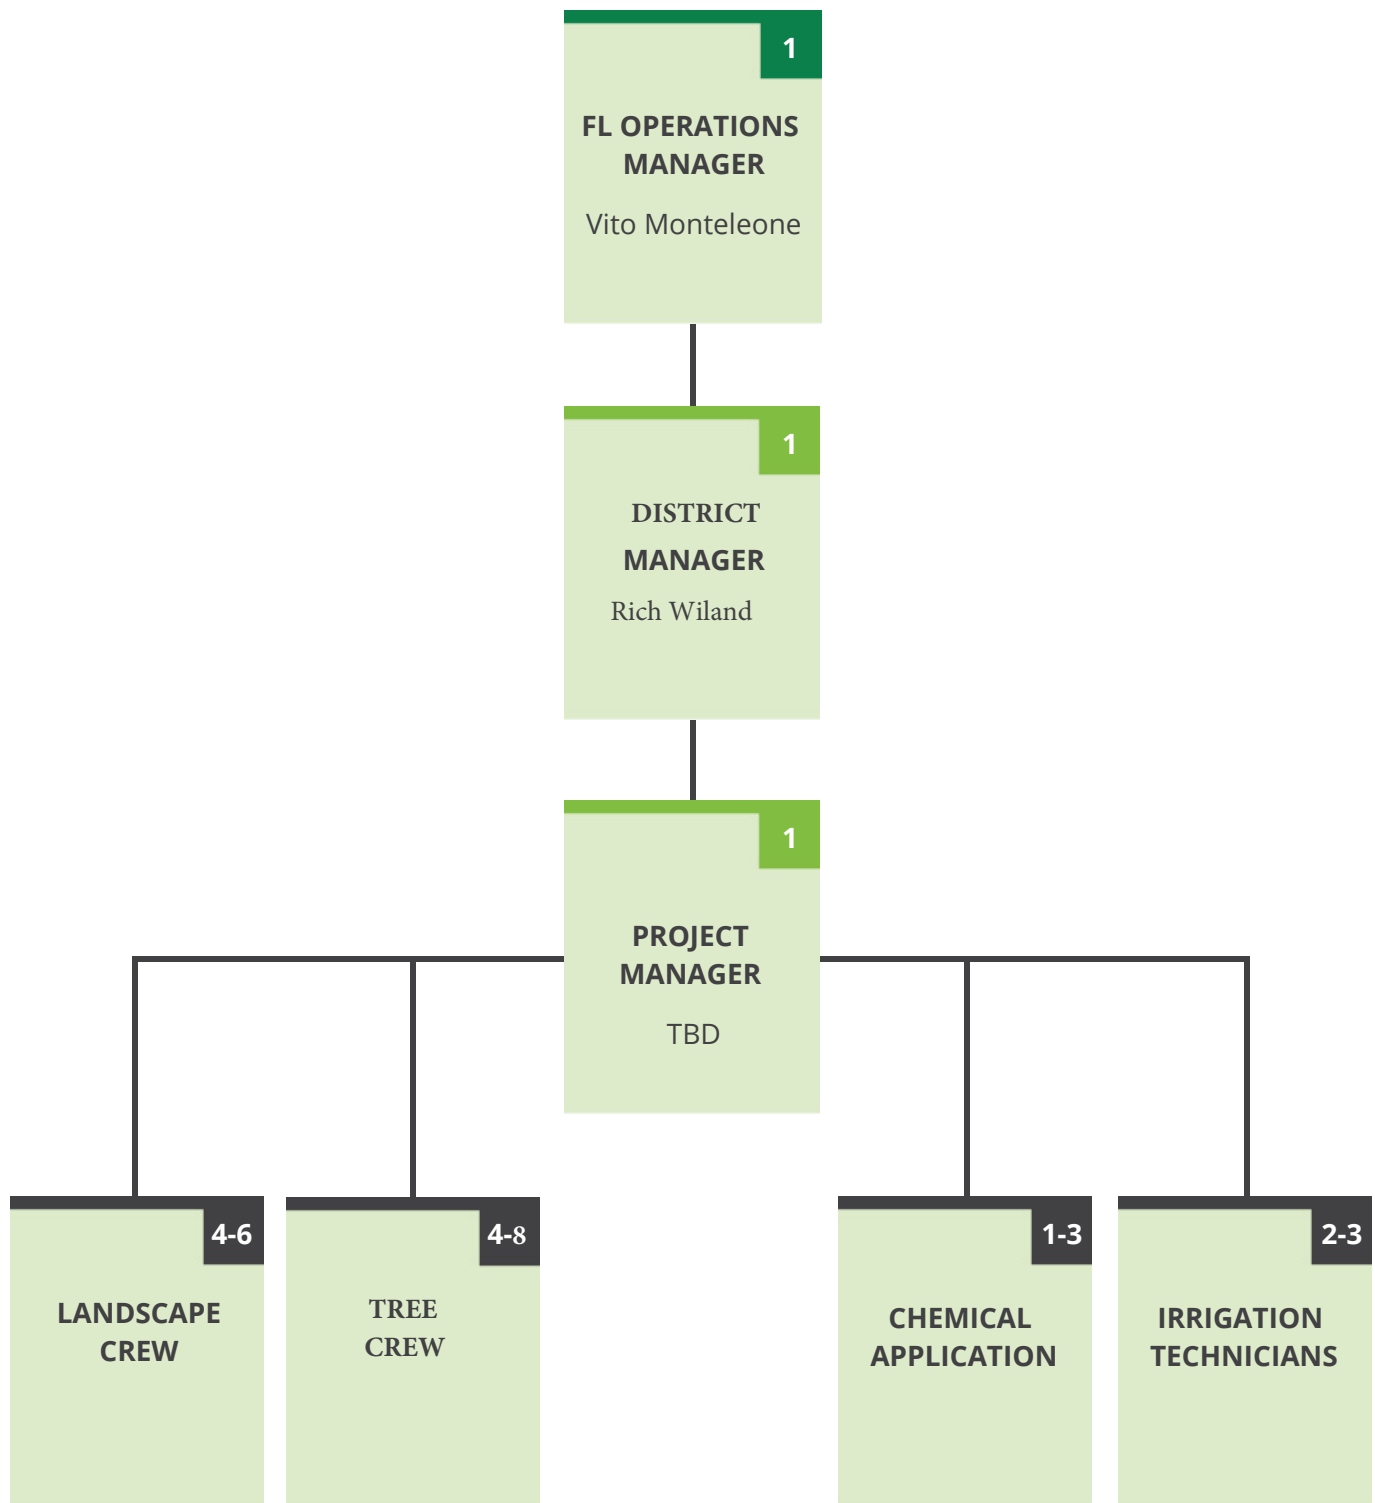 1
FL OPERATIONS
MANAGER
Vito Monteleone
1
DISTRICT
MANAGER
Rich Wiland
1
PROJECT
MANAGER
TBD
4-6
LANDSCAPE
CREW
4-8
TREE
CREW
1-3
CHEMICAL
APPLICATION
2-3
IRRIGATION
TECHNICIANS